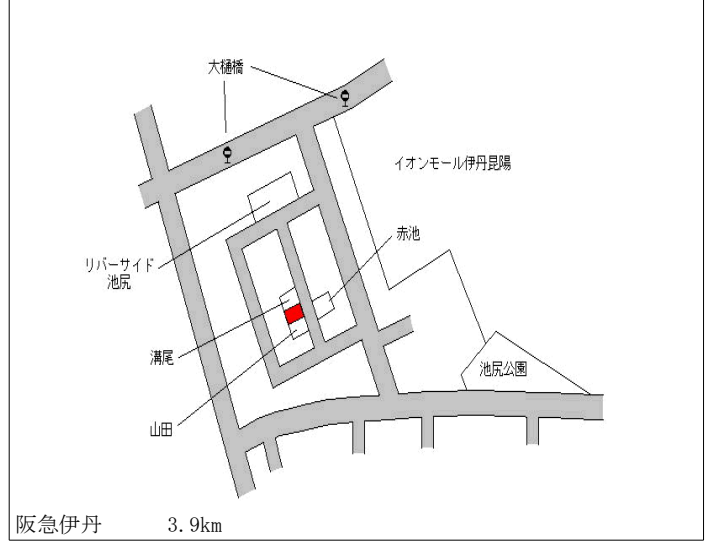 大樋橋
イオンモール伊丹昆陽
赤池
リバーサイド
池尻
溝尾
池尻公園
山田
阪急伊丹 3.9km